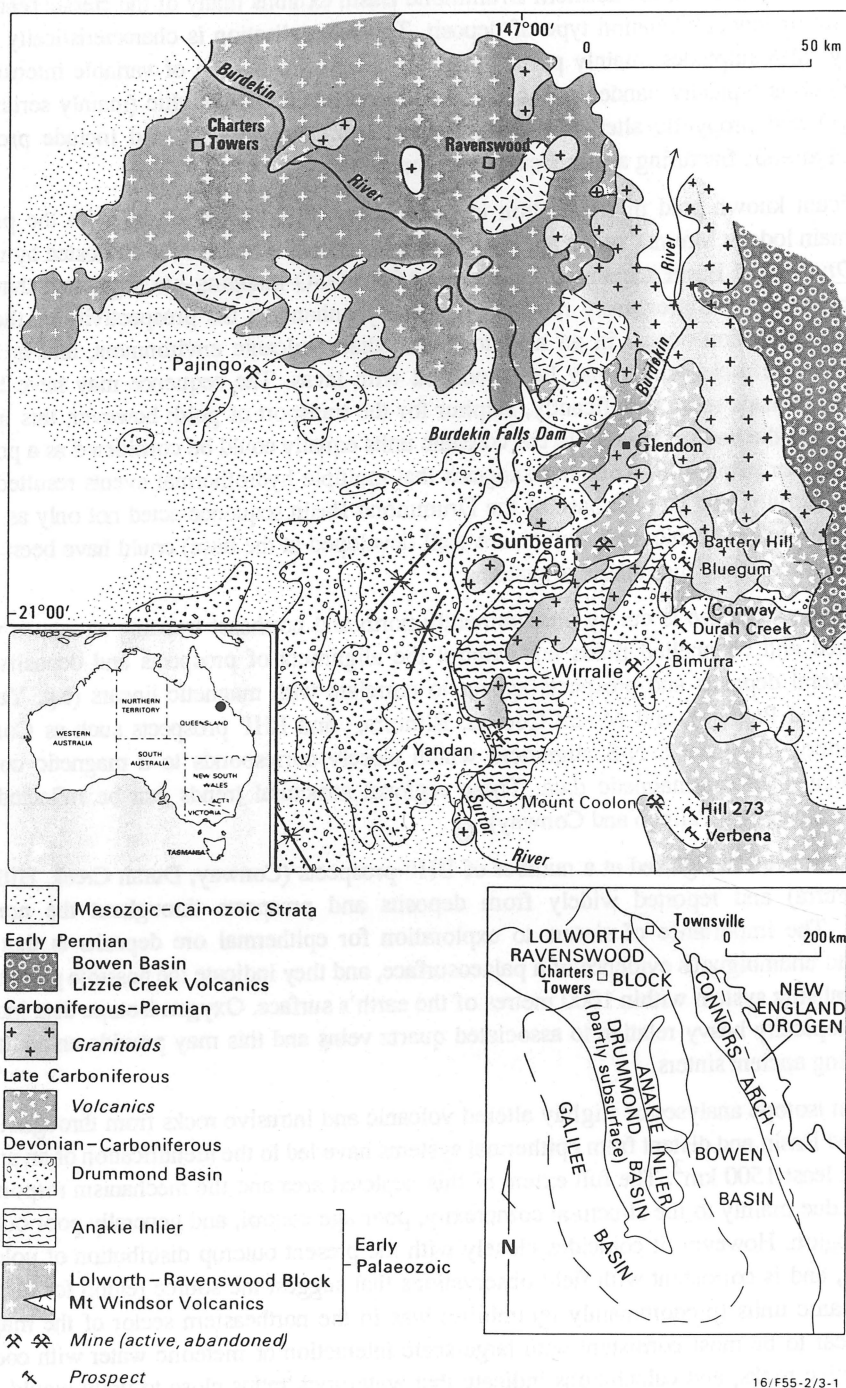 147°00′
0
50 km
Burdekin
Charters
Towers
Ravenswood
River
River
Pajingo
Burdekin
Burdekin Falls Dam
Glendon
Sunbeam
Battery Hill
Bluegum
21°00′
Conway
Durah Creek
Bimurra
Wirralie
Yandan
Suttor
River
Mount Coolon
Hill 273
Verbena
NORTHERN
TERRITORY
QUEENSLAND
WESTERN
AUSTRALIA
SOUTH
AUSTRALIA
NEW SOUTH
WALES
ACT
VICTORIA
TASMANIA
Mesozoic-Cainozoic Strata
Early Permian
Bowen Basin
Lizzie Creek Volcanics
Carboniferous-Permian
Granitoids
Late Carboniferous
Volcanics
Devonian-Carboniferous
Drummond Basin
Anakie Inlier
Early
Palaeozoic
Lolworth-Ravenswood Block
Mt Windsor Volcanics
Mine (active, abandoned)
Prospect
Townsville
0
200km
LOLWORTH
RAVENSWOOD
Charters
Towers
BLOCK
NEW
ENGLAND
OROGEN
CONNORS ARCH
(partly subsurface)
DRUMMOND BASIN
ANAKIE INLIER
GALILEE
BASIN
BOWEN
BASIN
N
16/F55-2/3-1